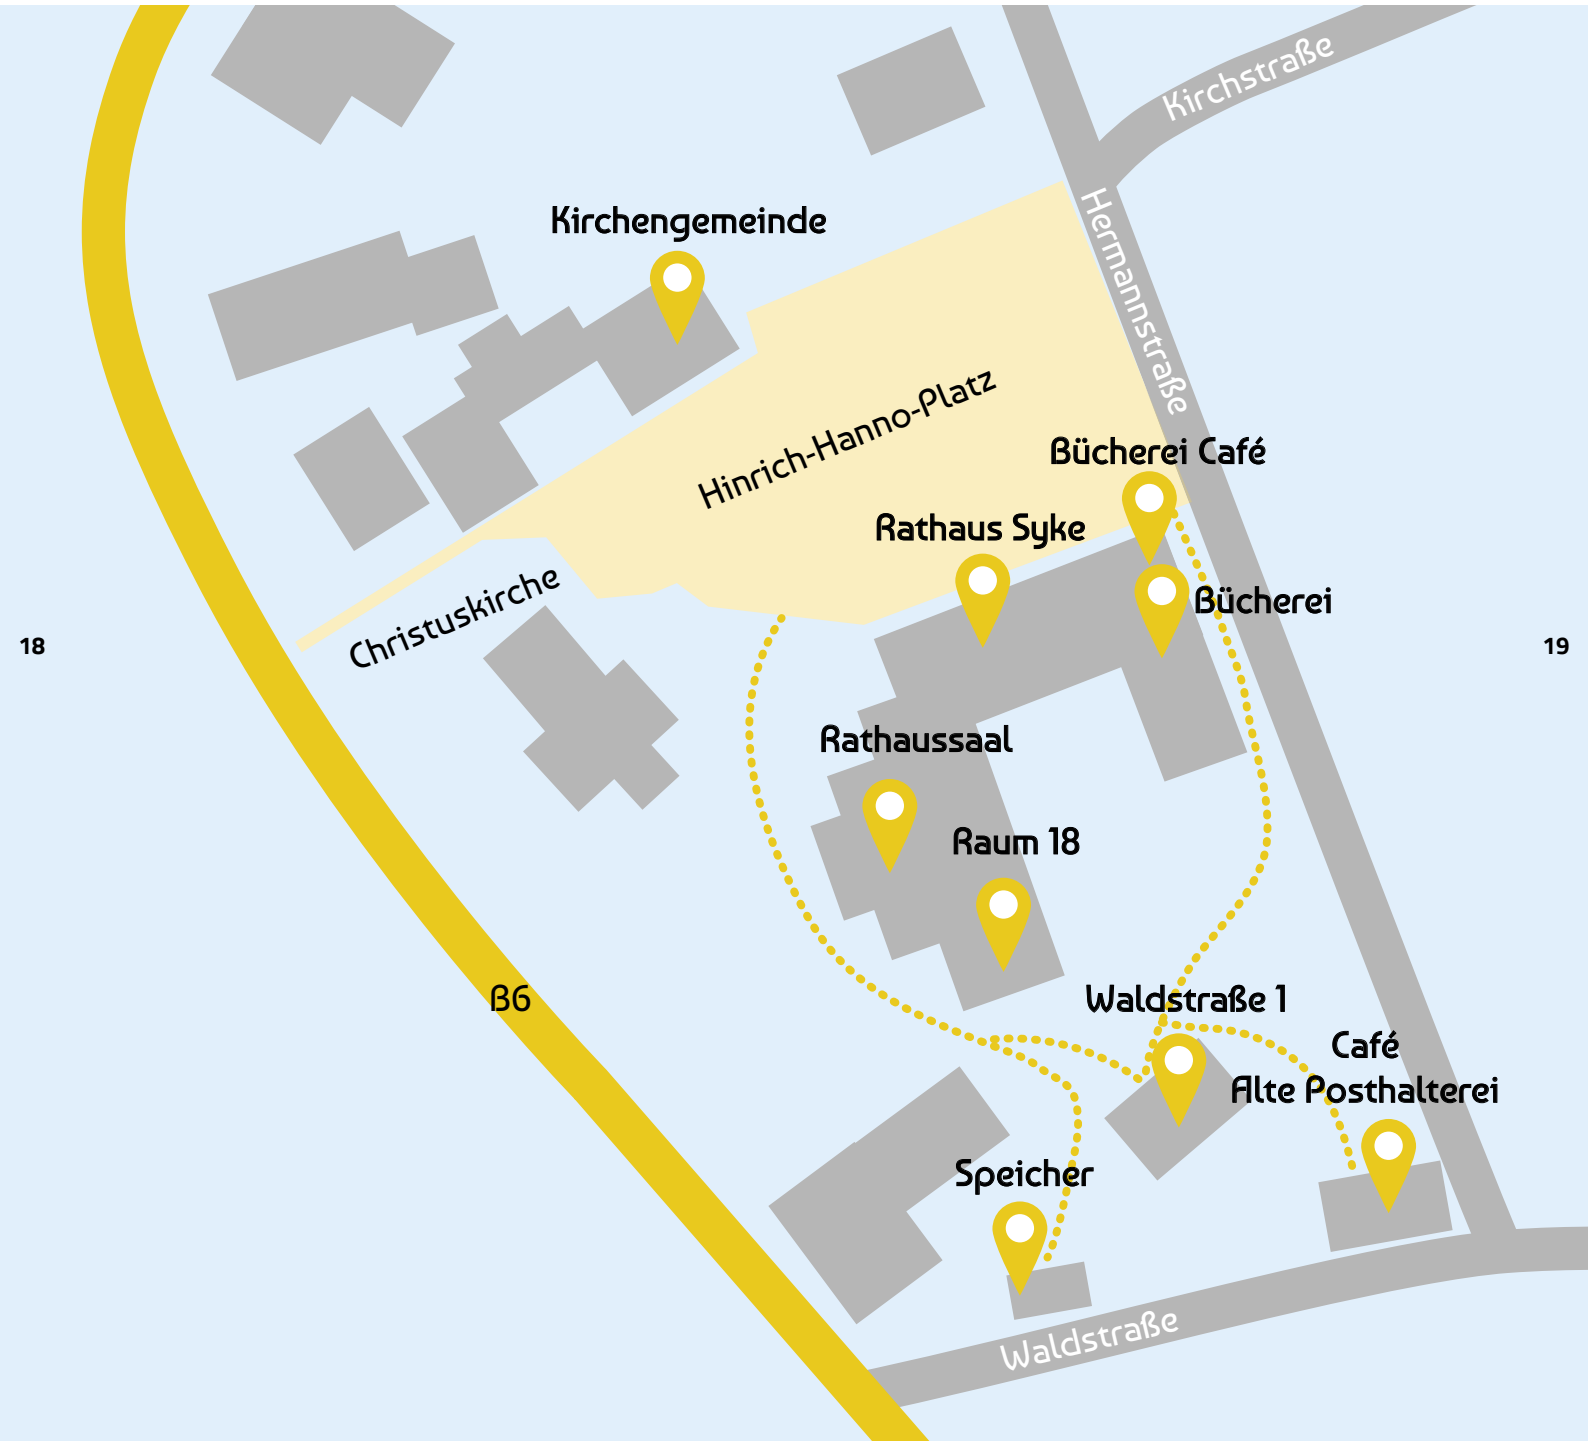 Kirchstraße
Kirchengemeinde
Hermannstraße
Hinrich-Hanno-Platz
Bücherei Café
Rathaus Syke
Bücherei
Christuskirche
18
19
Rathaussaal
Raum 18
B6
Waldstraße 1
Café
Alte Posthalterei
Speicher
Waldstraße